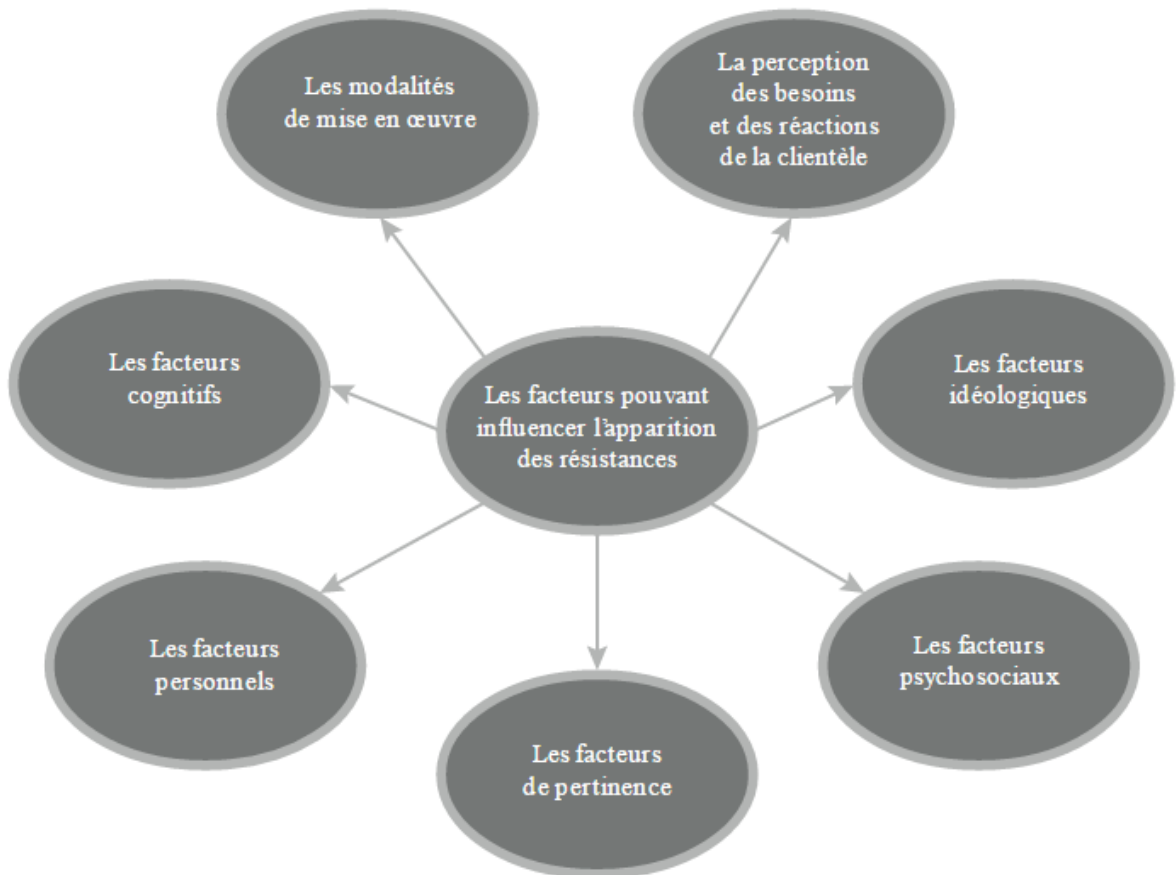 Les modalités
de mise en œuvre
La perception
des besoins
et des réactions
de la clientèle
Les facteurs
cognitifs
Les facteurs pouvant
influencer l'apparition
des résistances
Les facteurs
idéologiques
Les facteurs
personnels
Les facteurs
de pertinence
Les facteurs
psychosociaux